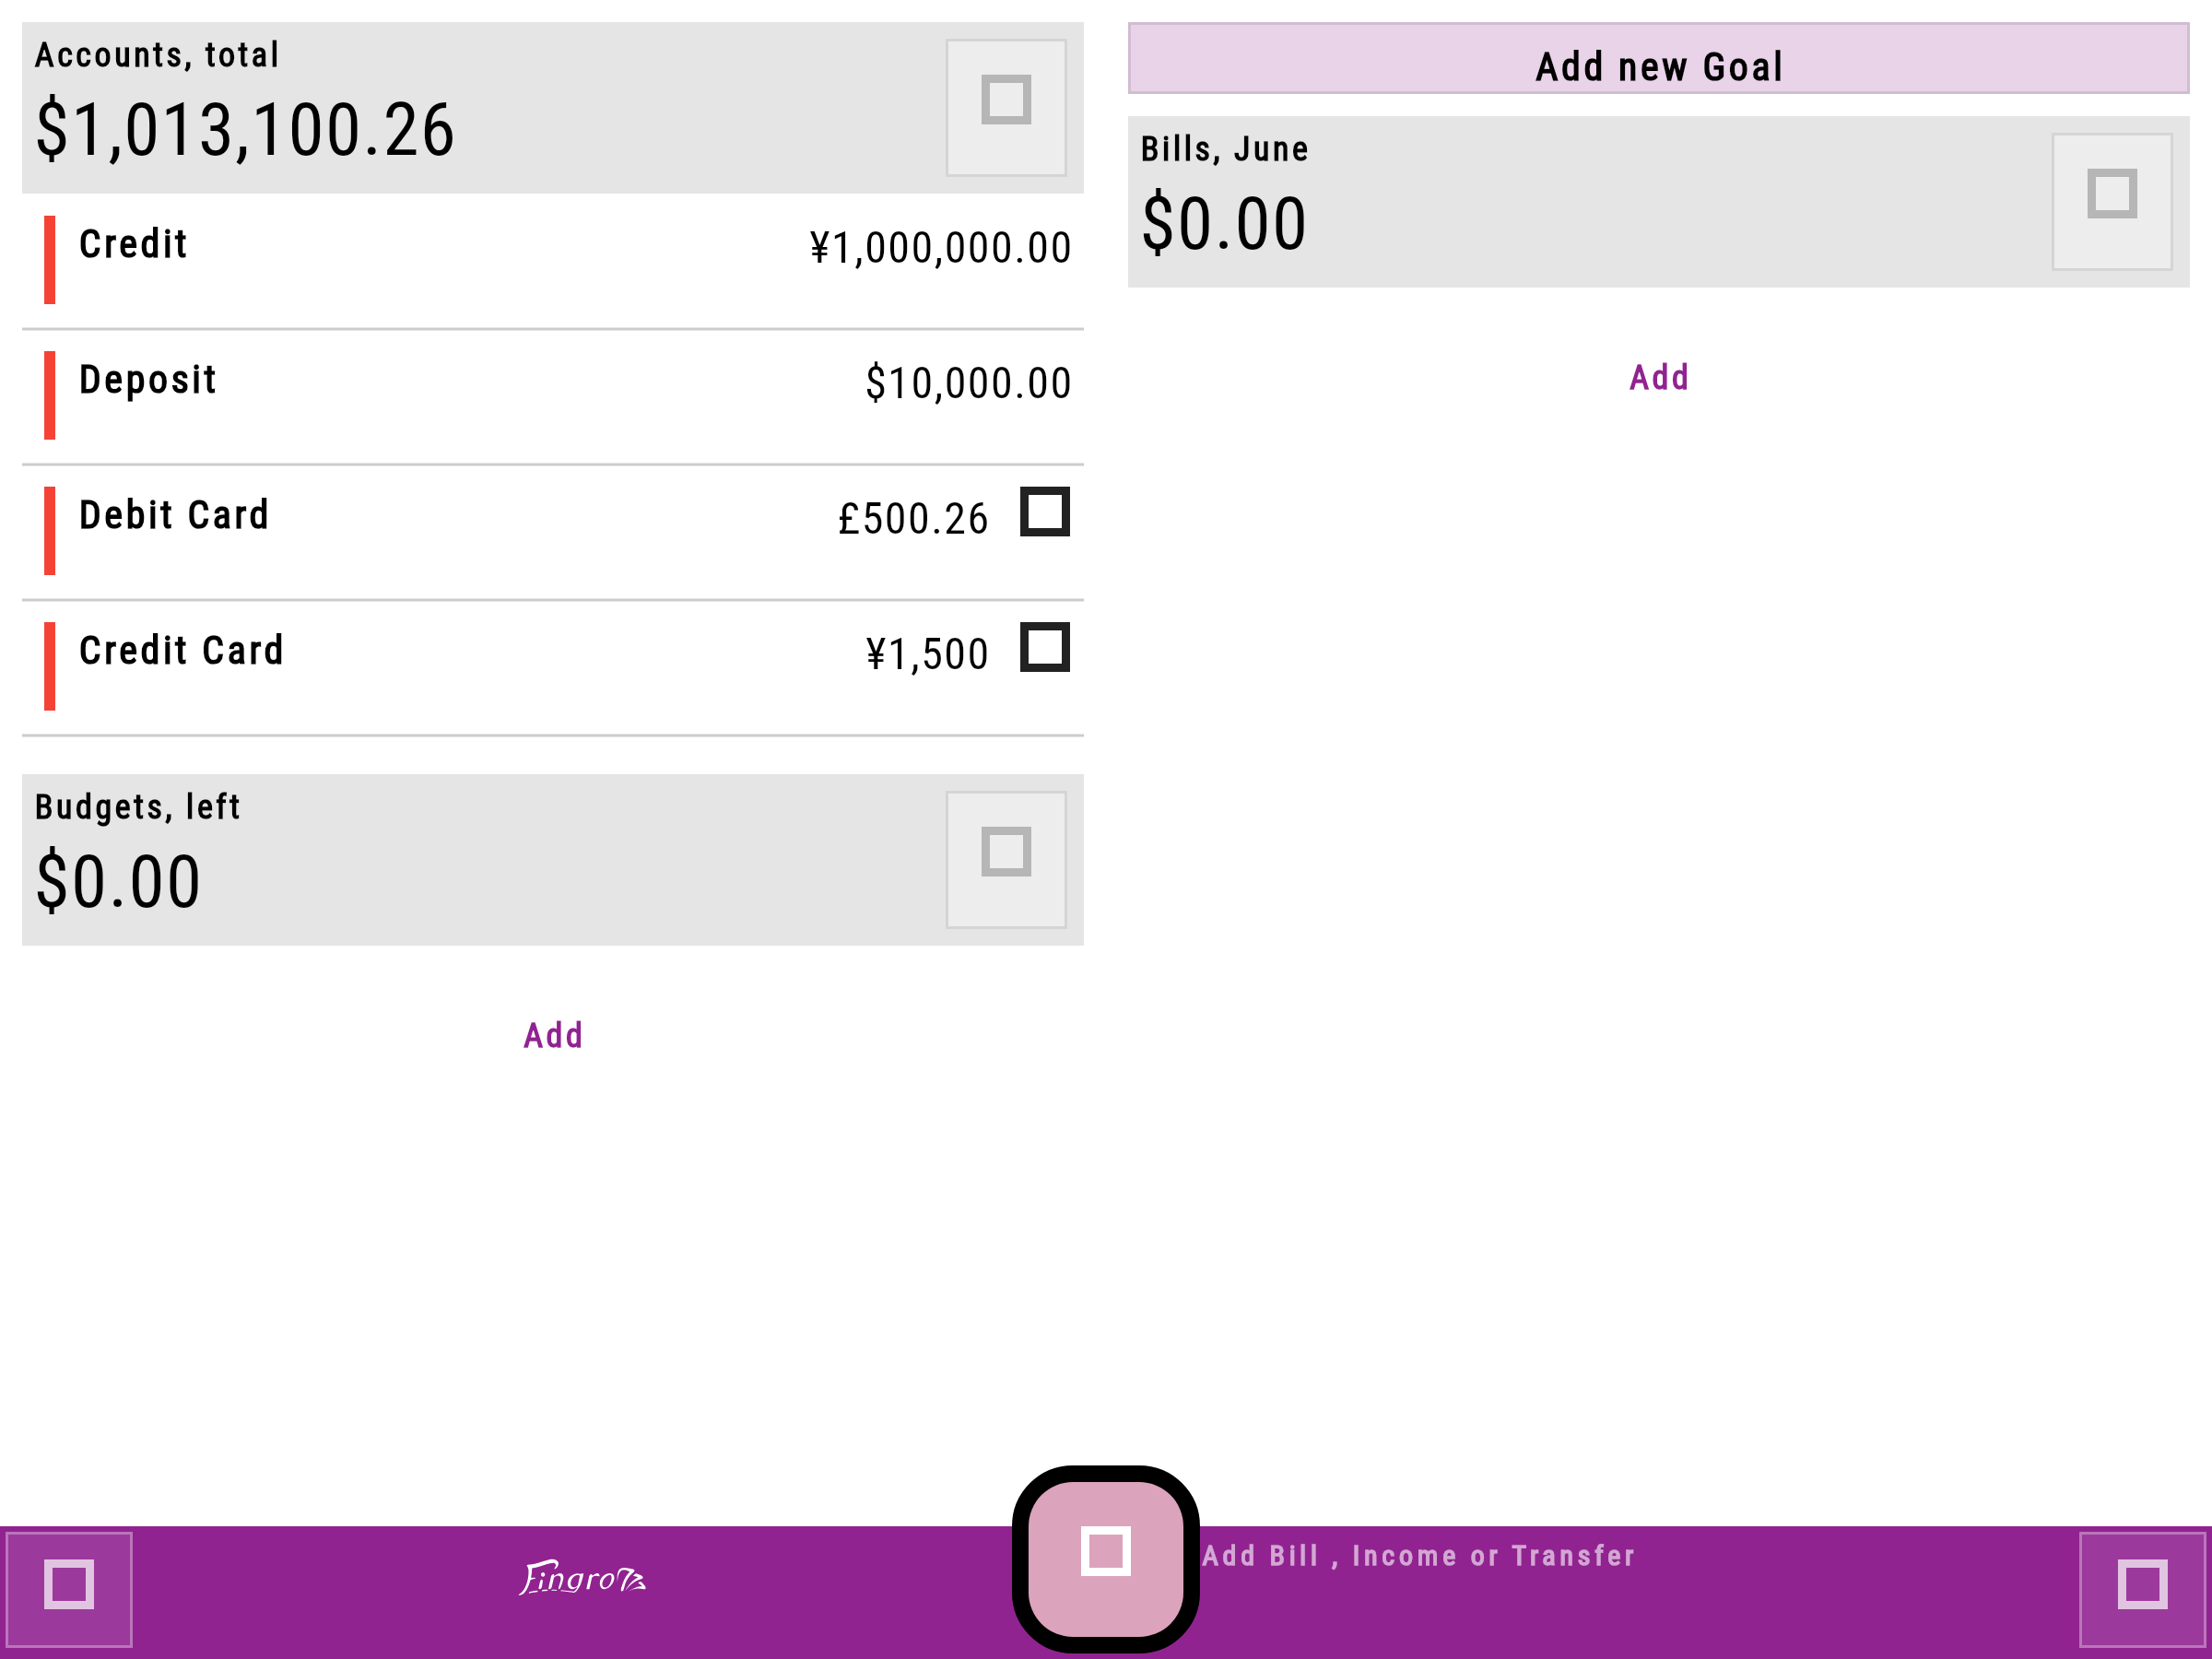 Accounts, total
$1,013,100.26
Credit ¥1,000,000.00
Deposit $10,000.00
Debit Card £500.26
Credit Card ¥1,500
Budgets, left
$0.00
Add
Add new Goal
Bills, June
$0.00
Add
Add Bill , Income or Transfer